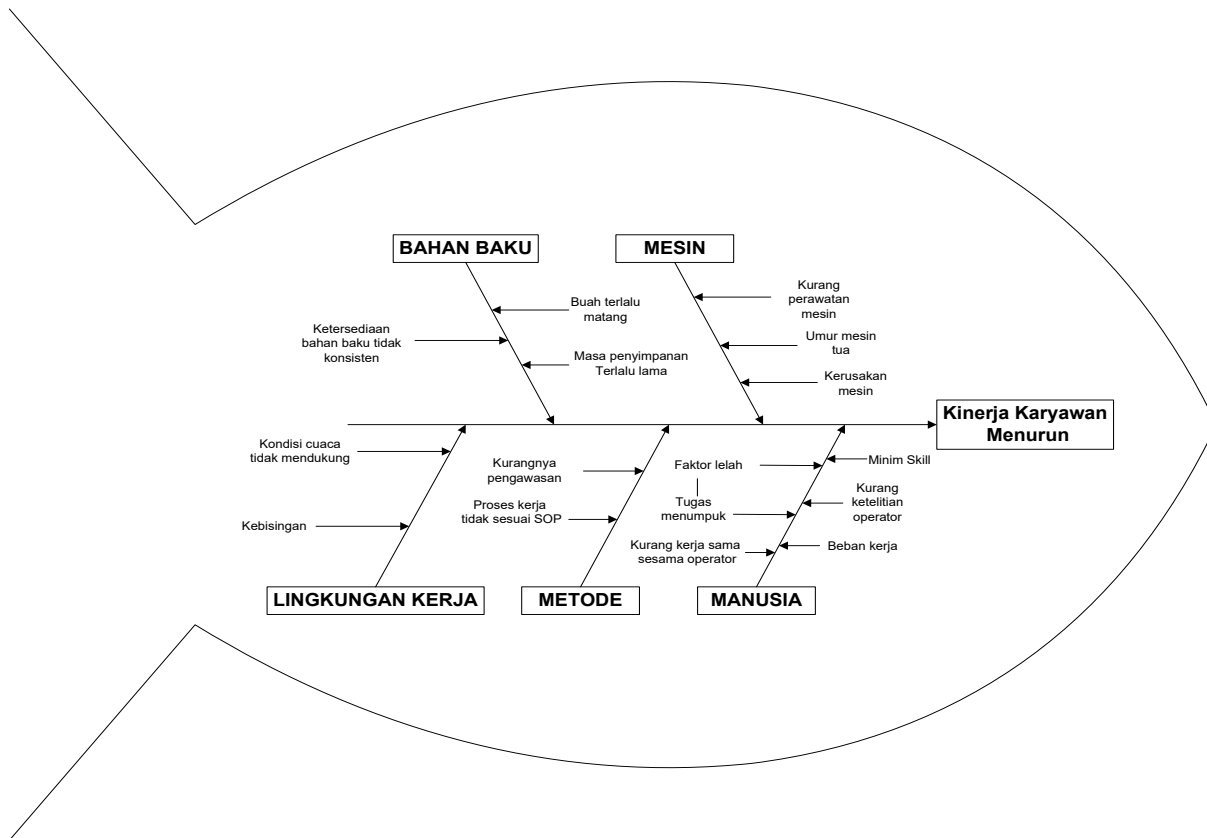 BAHAN BAKU
MESIN
Buah terlalu
matang
Ketersediaan
bahan baku tidak
konsisten
Masa penyimpanan
Terlalu lama
Kurang
perawatan
mesin
Umur mesin
tua
Kerusakan
mesin
Kinerja Karyawan
Menurun
Kondisi cuaca
tidak mendukung
Kebisingan
Kurangnya
pengawasan
Proses kerja
tidak sesuai SOP
Faktor lelah
Tugas
menumpuk
Kurang kerja sama
sesama operator
Minim Skill
Kurang
ketelitian
operator
Beban kerja
LINGKUNGAN KERJA
METODE
MANUSIA